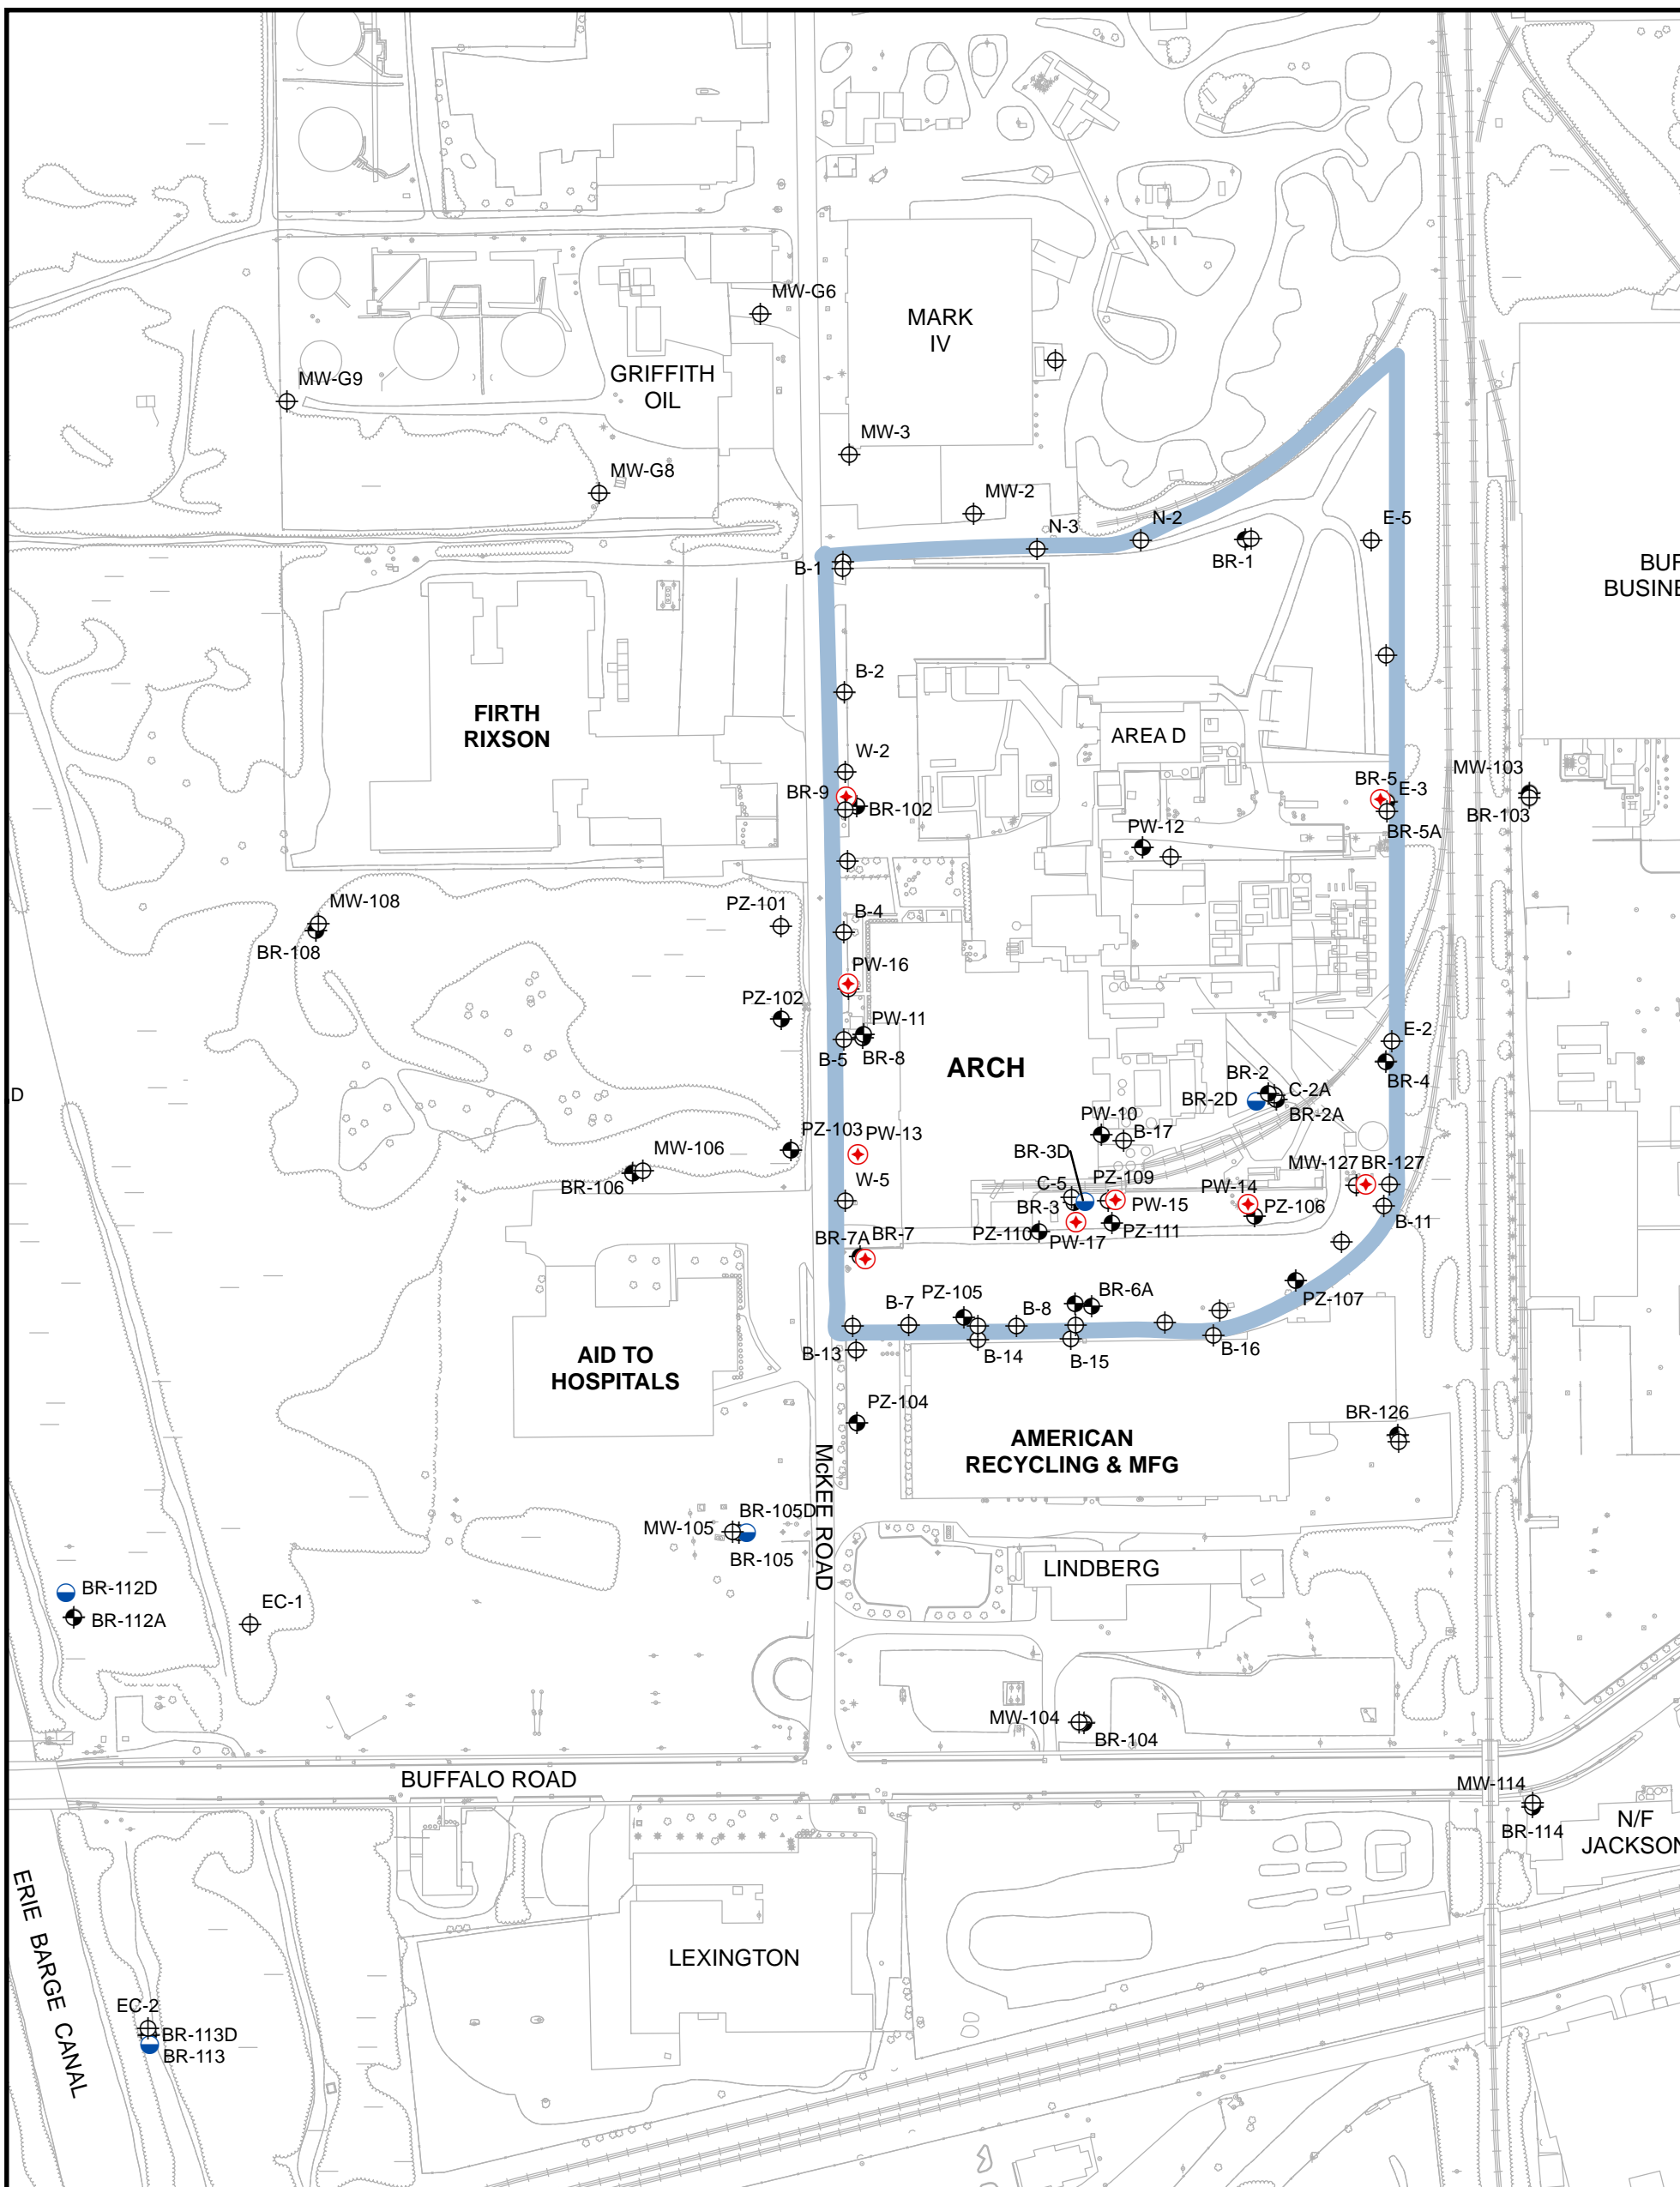 MW-G6
MARK
IV
MW-G9
GRIFFITH
OIL
MW-3
MW-G8
MW-2
N-3
N-2
E-5
BR-1
B-1
BUF
BUSINE
B-2
FIRTH
RIXSON
AREA D
W-2
MW-103
BR-5
BR-9
E-3
BR-102
BR-103
BR-5A
PW-12
MW-108
PZ-101
B-4
BR-108
PW-16
PZ-102
PW-11
E-2
B-5
BR-8
ARCH
BR-2
BR-4
C-2A
BR-2D
D
BR-2A
PW-10
B-17
PZ-103
PW-13
MW-106
BR-3D
MW-127
BR-127
C-5
PZ-109
BR-106
W-5
PW-14
BR-3
PW-15
PZ-106
B-11
PZ-110
PZ-111
BR-7A
BR-7
PW-17
PZ-107
B-7
PZ-105
B-8
BR-6A
B-13
B-14
B-15
B-16
AID TO
HOSPITALS
PZ-104
BR-126
AMERICAN
RECYCLING & MFG
McKEE ROAD
BR-105D
MW-105
BR-105
LINDBERG
BR-112D
BR-112A
EC-1
MW-104
BR-104
BUFFALO ROAD
MW-114
BR-114
N/F
JACKSON
ERIE BARGE CANAL
LEXINGTON
EC-2
BR-113D
BR-113